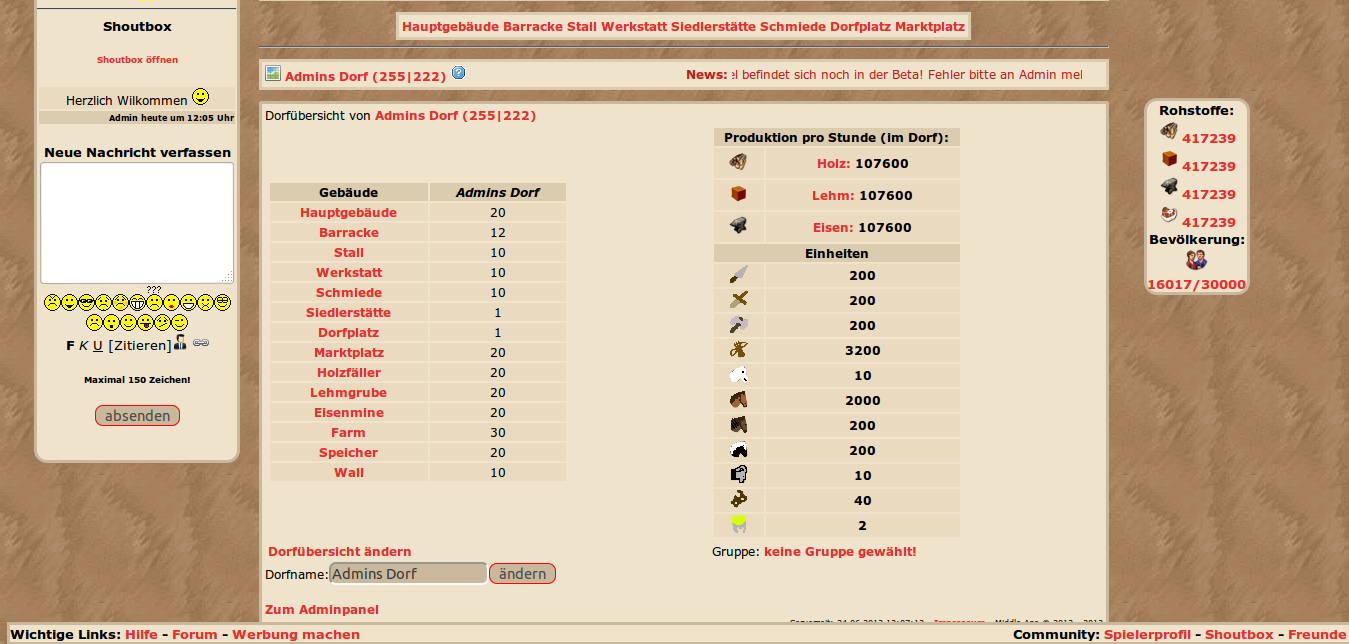 Shoutbox
Shoutbox öffnen
Herzlich Wilkommen
Admin heute um 12:05 Uhr
Neue Nachricht verfassen
???
F K U [Zitieren]
Maximal 150 Zeichen!
absenden
Hauptgebäude Barracke Stall Werkstatt Siedlerstätte Schmiede Dorfplatz Marktplatz
Admins Dorf (255|222)
News: el befindet sich noch in der Beta! Fehler bitte an Admin mel
Dorfübersicht von Admins Dorf (255|222)
Gebäude Admins Dorf
Hauptgebäude 20
Barracke 12
Stall 10
Werkstatt 10
Schmiede 10
Siedlerstätte 1
Dorfplatz 1
Marktplatz 20
Holzfäller 20
Lehmgrube 20
Eisenmine 20
Farm 30
Speicher 20
Wall 10
Produktion pro Stunde (im Dorf):
Holz: 107600
Lehm: 107600
Eisen: 107600
Einheiten
200
200
200
3200
10
2000
200
200
10
40
2
Dorfübersicht ändern
Dorfname: Admins Dorf ändern
Gruppe: keine Gruppe gewählt!
Zum Adminpanel
Rohstoffe:
417239
417239
417239
417239
Bevölkerung:
16017/30000
Wichtige Links: Hilfe - Forum - Werbung machen
Community: Spielerprofil - Shoutbox - Freunde